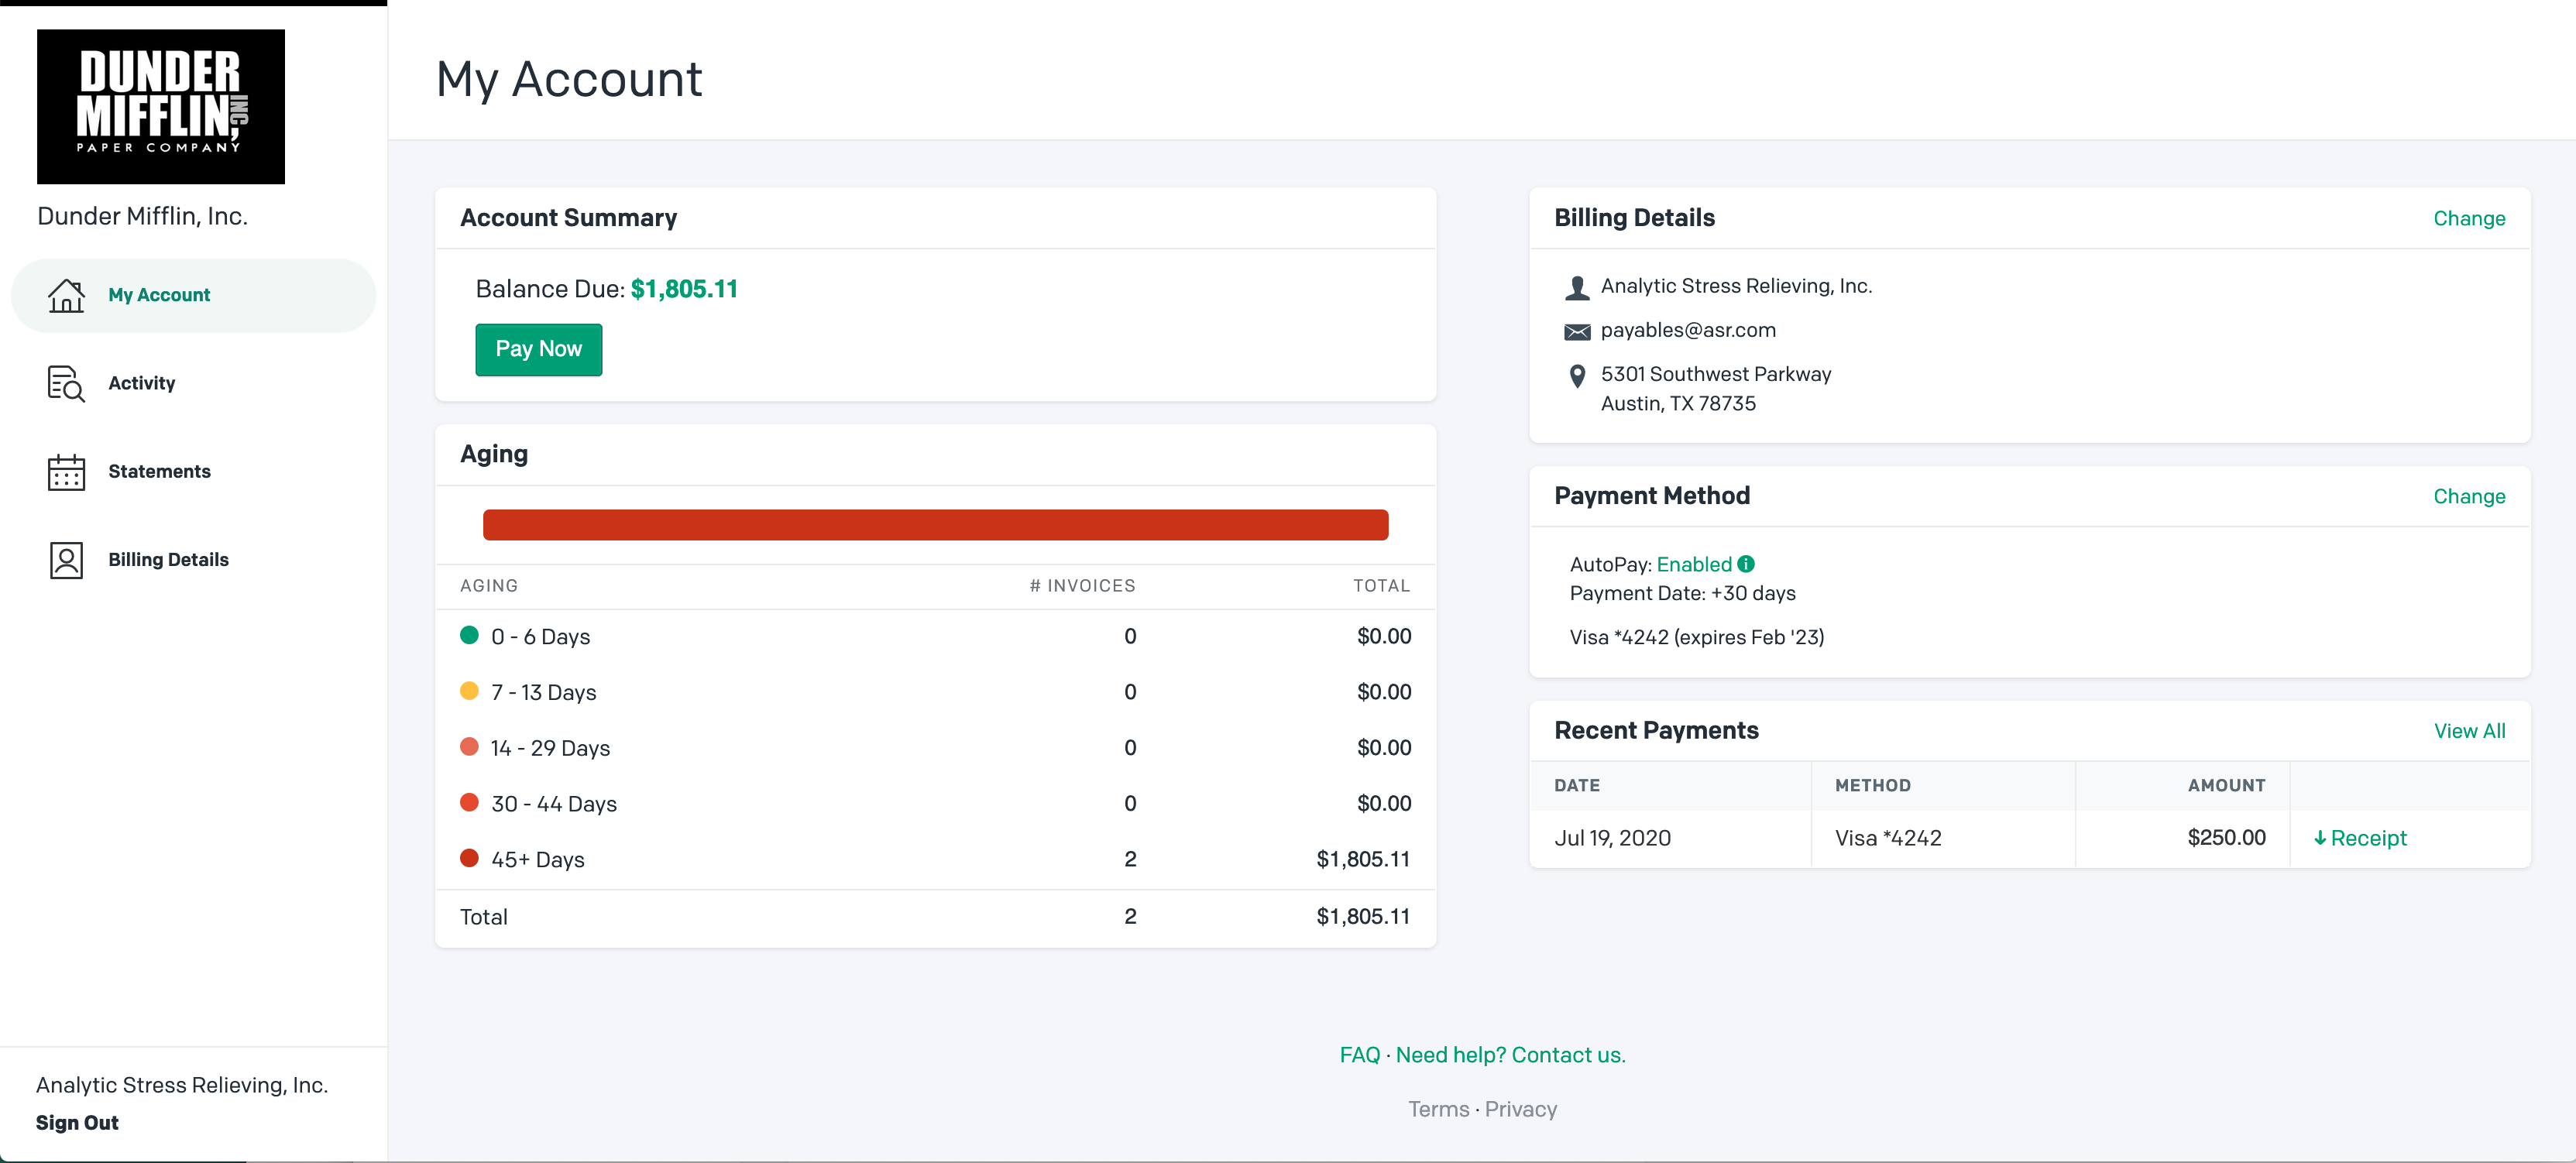 DUNDER
MIFFLIN, INC
PAPER COMPANY
Dunder Mifflin, Inc.
My Account
Activity
Statements
Billing Details
Analytic Stress Relieving, Inc.
Sign Out
My Account
Account Summary
Balance Due: $1,805.11
Pay Now
Aging
AGING # INVOICES TOTAL
0 - 6 Days 0 $0.00
7 - 13 Days 0 $0.00
14 - 29 Days 0 $0.00
30 - 44 Days 0 $0.00
45+ Days 2 $1,805.11
Total 2 $1,805.11
Billing Details Change
Analytic Stress Relieving, Inc.
payables@asr.com
5301 Southwest Parkway
Austin, TX 78735
Payment Method Change
AutoPay: Enabled
Payment Date: +30 days
Visa *4242 (expires Feb '23)
Recent Payments View All
DATE METHOD AMOUNT
Jul 19, 2020 Visa *4242 $250.00 Receipt
FAQ · Need help? Contact us.
Terms · Privacy